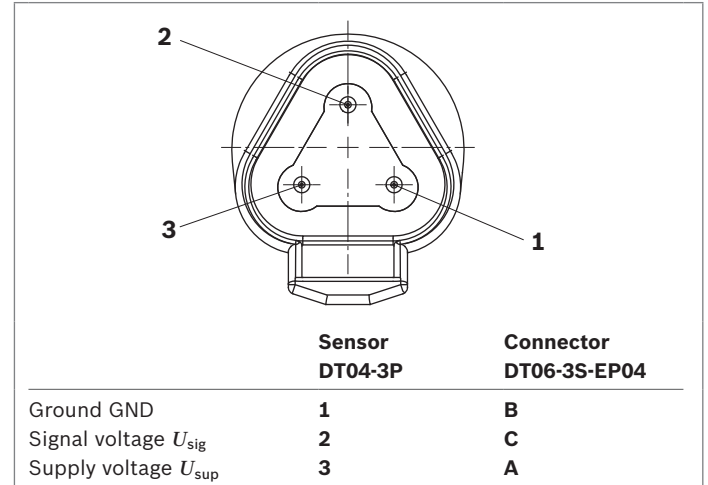 2
3
1
Sensor Connector
DT04-3P DT06-3S-EP04
Ground GND 1 B
Signal voltage Usig 2 C
Supply voltage Usup 3 A